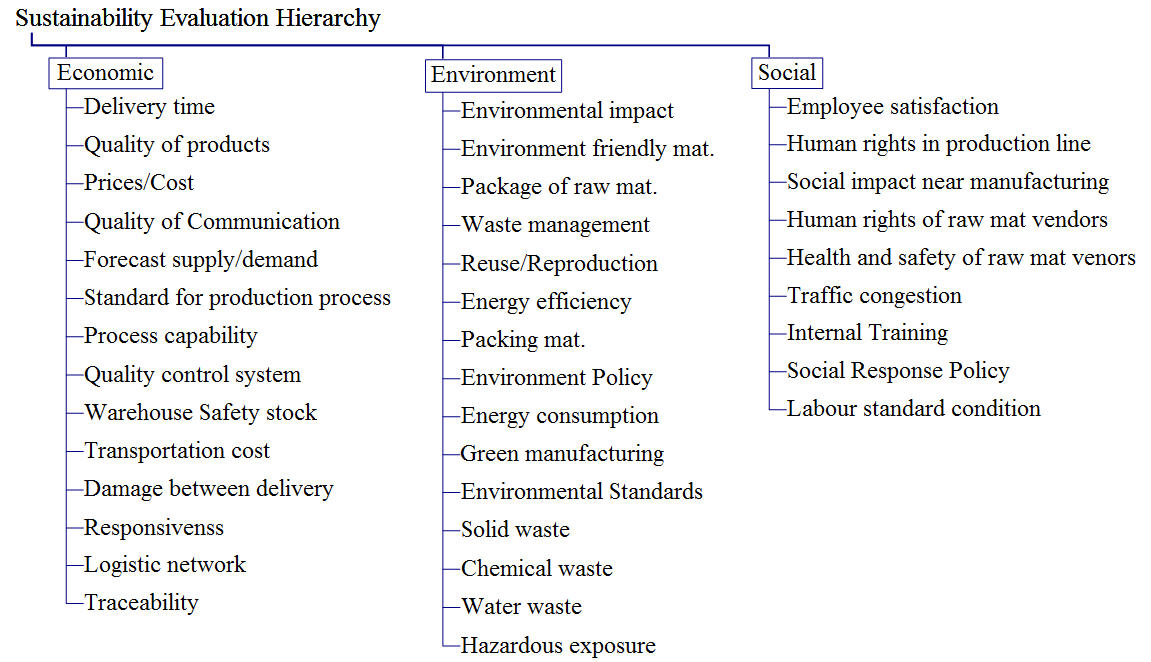 Sustainability Evaluation Hierarchy
Economic
Delivery time
Quality of products
Prices/Cost
Quality of Communication
Forecast supply/demand
Standard for production process
Process capability
Quality control system
Warehouse Safety stock
Transportation cost
Damage between delivery
Responsivenss
Logistic network
Traceability
Environment
Environmental impact
Environment friendly mat.
Package of raw mat.
Waste management
Reuse/Reproduction
Energy efficiency
Packing mat.
Environment Policy
Energy consumption
Green manufacturing
Environmental Standards
Solid waste
Chemical waste
Water waste
Hazardous exposure
Social
Employee satisfaction
Human rights in production line
Social impact near manufacturing
Human rights of raw mat vendors
Health and safety of raw mat venors
Traffic congestion
Internal Training
Social Response Policy
Labour standard condition